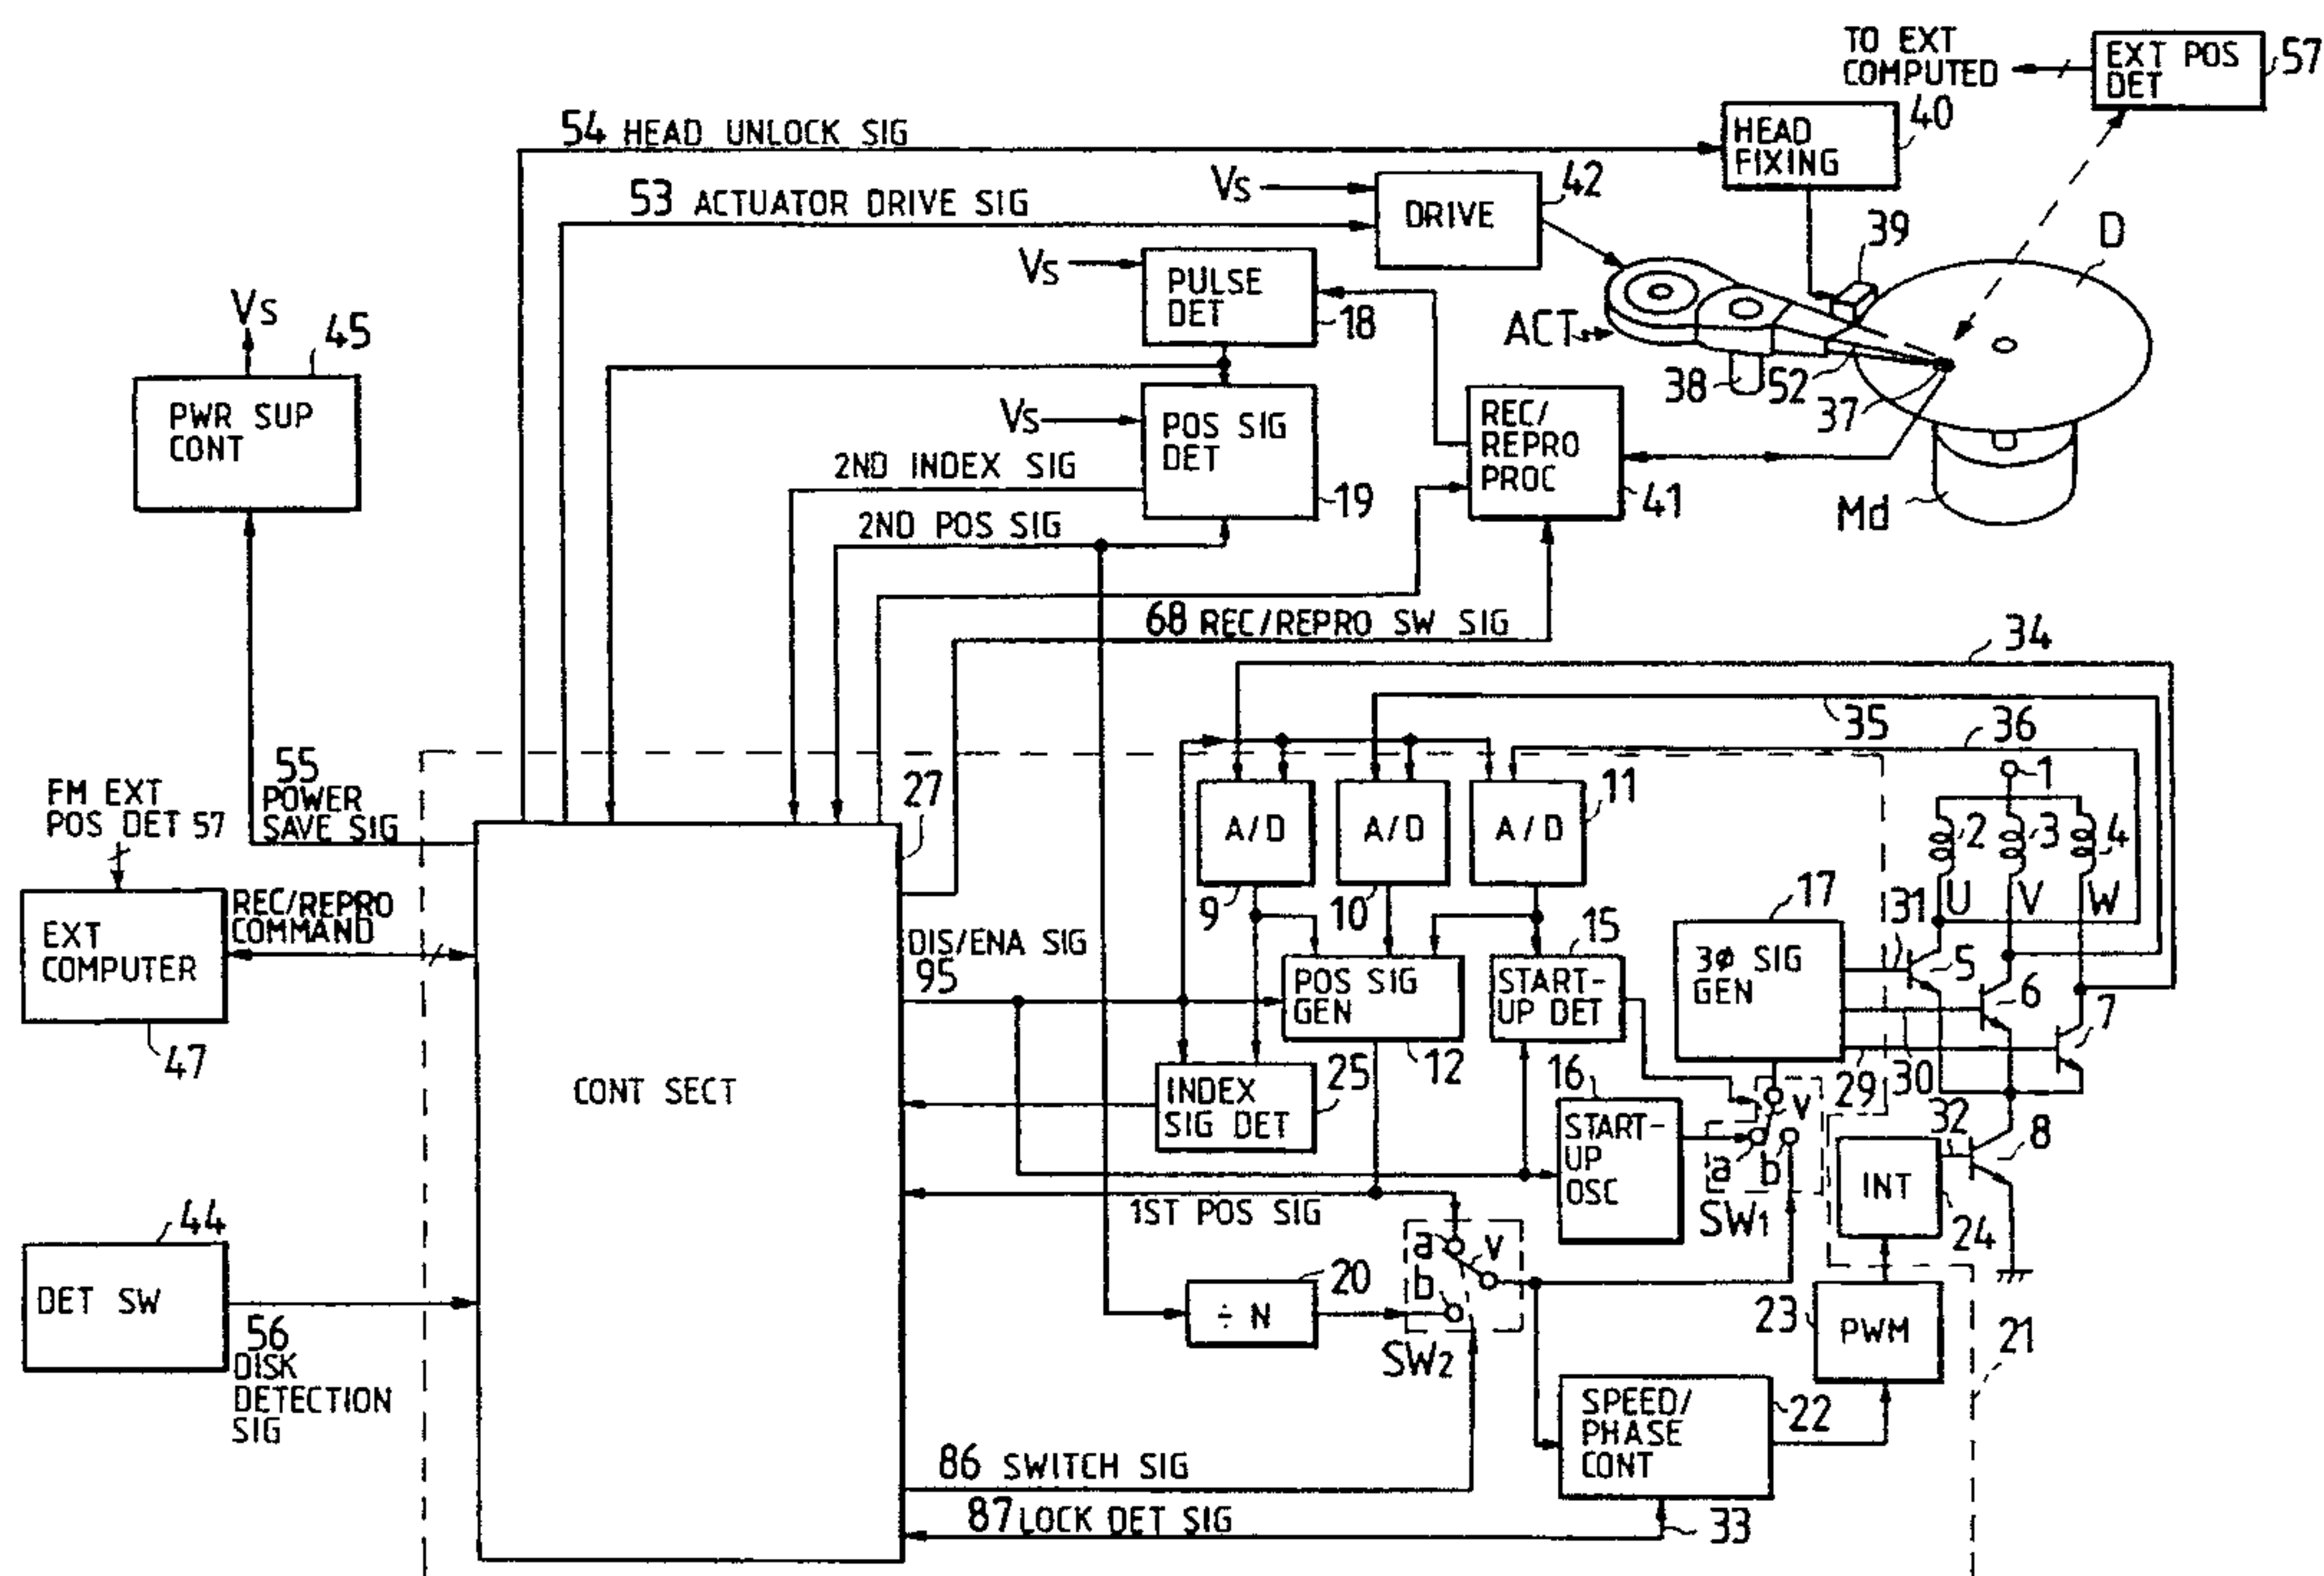 TO EXT
COMPUTED
EXT POS
DET
57
54 HEAD UNLOCK SIG
HEAD
FIXING
40
53 ACTUATOR DRIVE SIG
Vs
DRIVE
42
39
D
Vs
PULSE
DET
18
ACT
38
52
37
Vs
45
PWR SUP
CONT
Vs
POS SIG
DET
19
REC/
REPRO
PROC
41
Md
2ND INDEX SIG
2ND POS SIG
68 REC/REPRO SW SIG
34
35
36
55
POWER
SAVE SIG
FM EXT
POS DET 57
27
A/D
9
A/D
10
A/D
11
1
2
3
4
U
V
W
EXT
COMPUTER
47
REC/REPRO
COMMAND
DIS/ENA SIG
95
POS SIG
GEN
12
15
START-
UP DET
17
3ø SIG
GEN
31
5
6
7
29
30
CONT SECT
INDEX
SIG DET
25
16
START-
UP
OSC
v
a
b
SW1
32
8
INT
24
1ST POS SIG
44
DET SW
56
DISK
DETECTION
SIG
÷ N
20
a
v
b
SW2
23
PWM
21
SPEED/
PHASE
CONT
22
86 SWITCH SIG
87 LOCK DET SIG
33